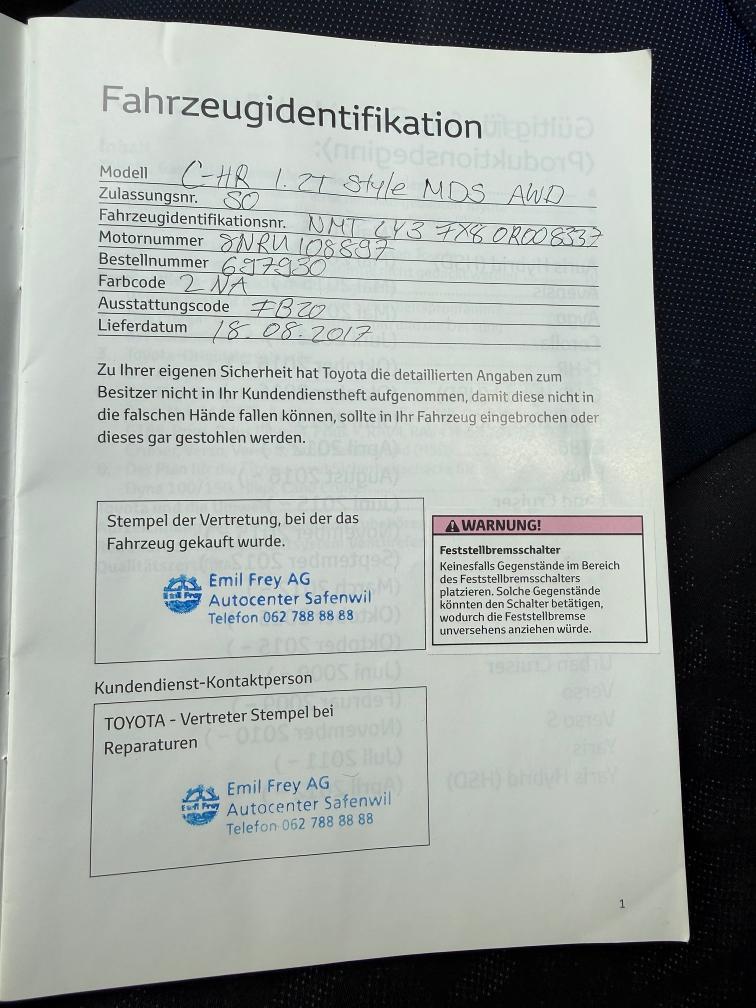 Fahrzeugidentifikation
Modell C-HR 1.2T Style MDS AWD
Zulassungsnr. SO
Fahrzeugidentifikationsnr. NMT LY3 7X8 0R008337
Motornummer 8NRU108897
Bestellnummer 697930
Farbcode 2NA
Ausstattungscode FB20
Lieferdatum 18.08.2017
Zu Ihrer eigenen Sicherheit hat Toyota die detaillierten Angaben zum
Besitzer nicht in Ihr Kundendienstheft aufgenommen, damit diese nicht in
die falschen Hände fallen können, sollte in Ihr Fahrzeug eingebrochen oder
dieses gar gestohlen werden.
Stempel der Vertretung, bei der das
Fahrzeug gekauft wurde.
Emil Frey AG
Autocenter Safenwil
Telefon 062 788 88 88
WARNUNG!
Feststellbremsschalter
Keinesfalls Gegenstände im Bereich
des Feststellbremsschalters
platzieren. Solche Gegenstände
könnten den Schalter betätigen,
wodurch die Feststellbremse
unversehens anziehen würde.
Kundendienst-Kontaktperson
TOYOTA - Vertreter Stempel bei
Reparaturen
Emil Frey AG
Autocenter Safenwil
Telefon 062 788 88 88
1